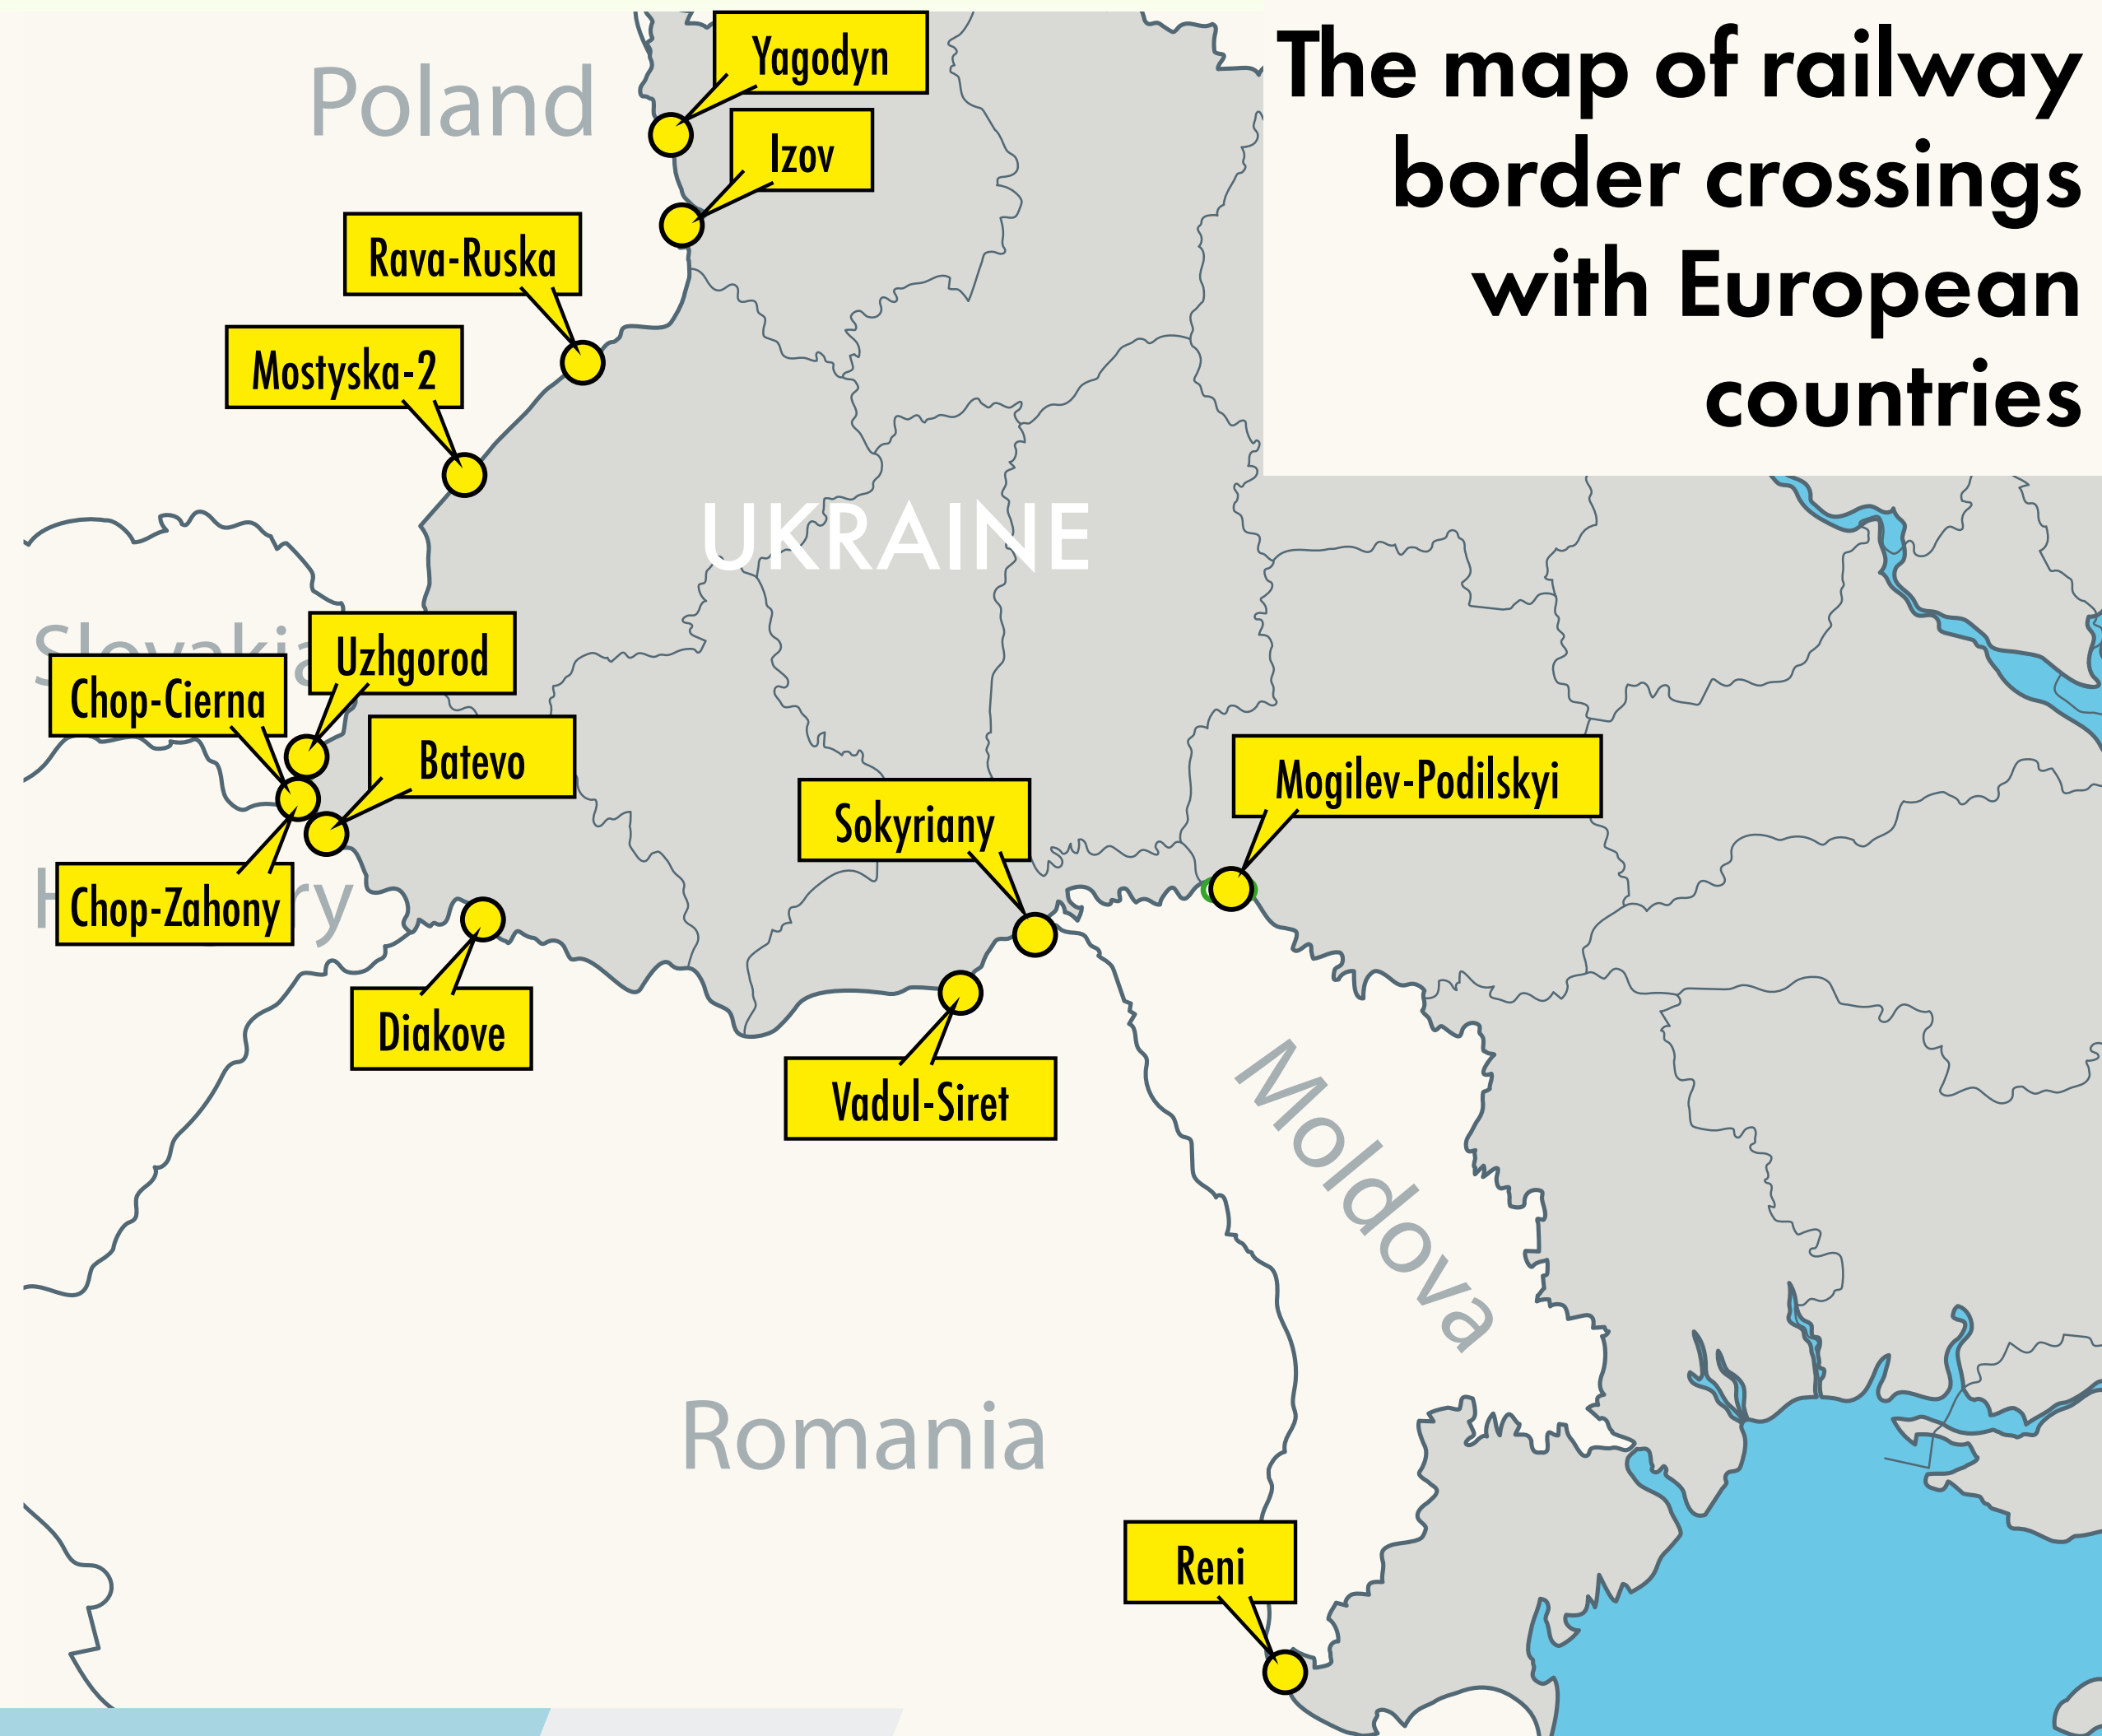 The map of railway
border crossings
with European
countries
Poland
Yagodyn
Izov
Rava-Ruska
Mostyska-2
UKRAINE
Slovakia
Uzhgorod
Chop-Cierna
Batevo
Sokyriany
Mogilev-Podilskyi
Chop-Zahony
Diakove
Vadul-Siret
Moldova
Romania
Reni